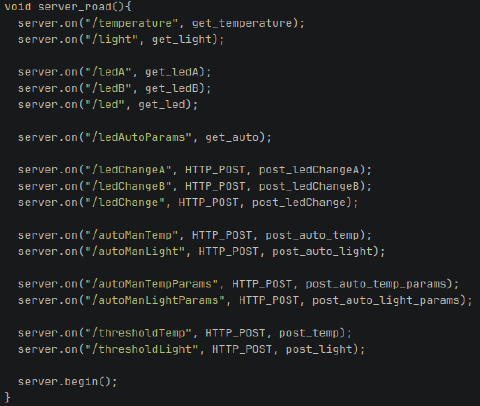 void server_road(){
server.on("/temperature", get_temperature);
server.on("/light", get_light);
server.on("/ledA", get_ledA);
server.on("/ledB", get_ledB);
server.on("/led", get_led);
server.on("/ledAutoParams", get_auto);
server.on("/ledChangeA", HTTP_POST, post_ledChangeA);
server.on("/ledChangeB", HTTP_POST, post_ledChangeB);
server.on("/ledChange", HTTP_POST, post_ledChange);
server.on("/autoManTemp", HTTP_POST, post_auto_temp);
server.on("/autoManLight", HTTP_POST, post_auto_light);
server.on("/autoManTempParams", HTTP_POST, post_auto_temp_params);
server.on("/autoManLightParams", HTTP_POST, post_auto_light_params);
server.on("/thresholdTemp", HTTP_POST, post_temp);
server.on("/thresholdLight", HTTP_POST, post_light);
server.begin();
}